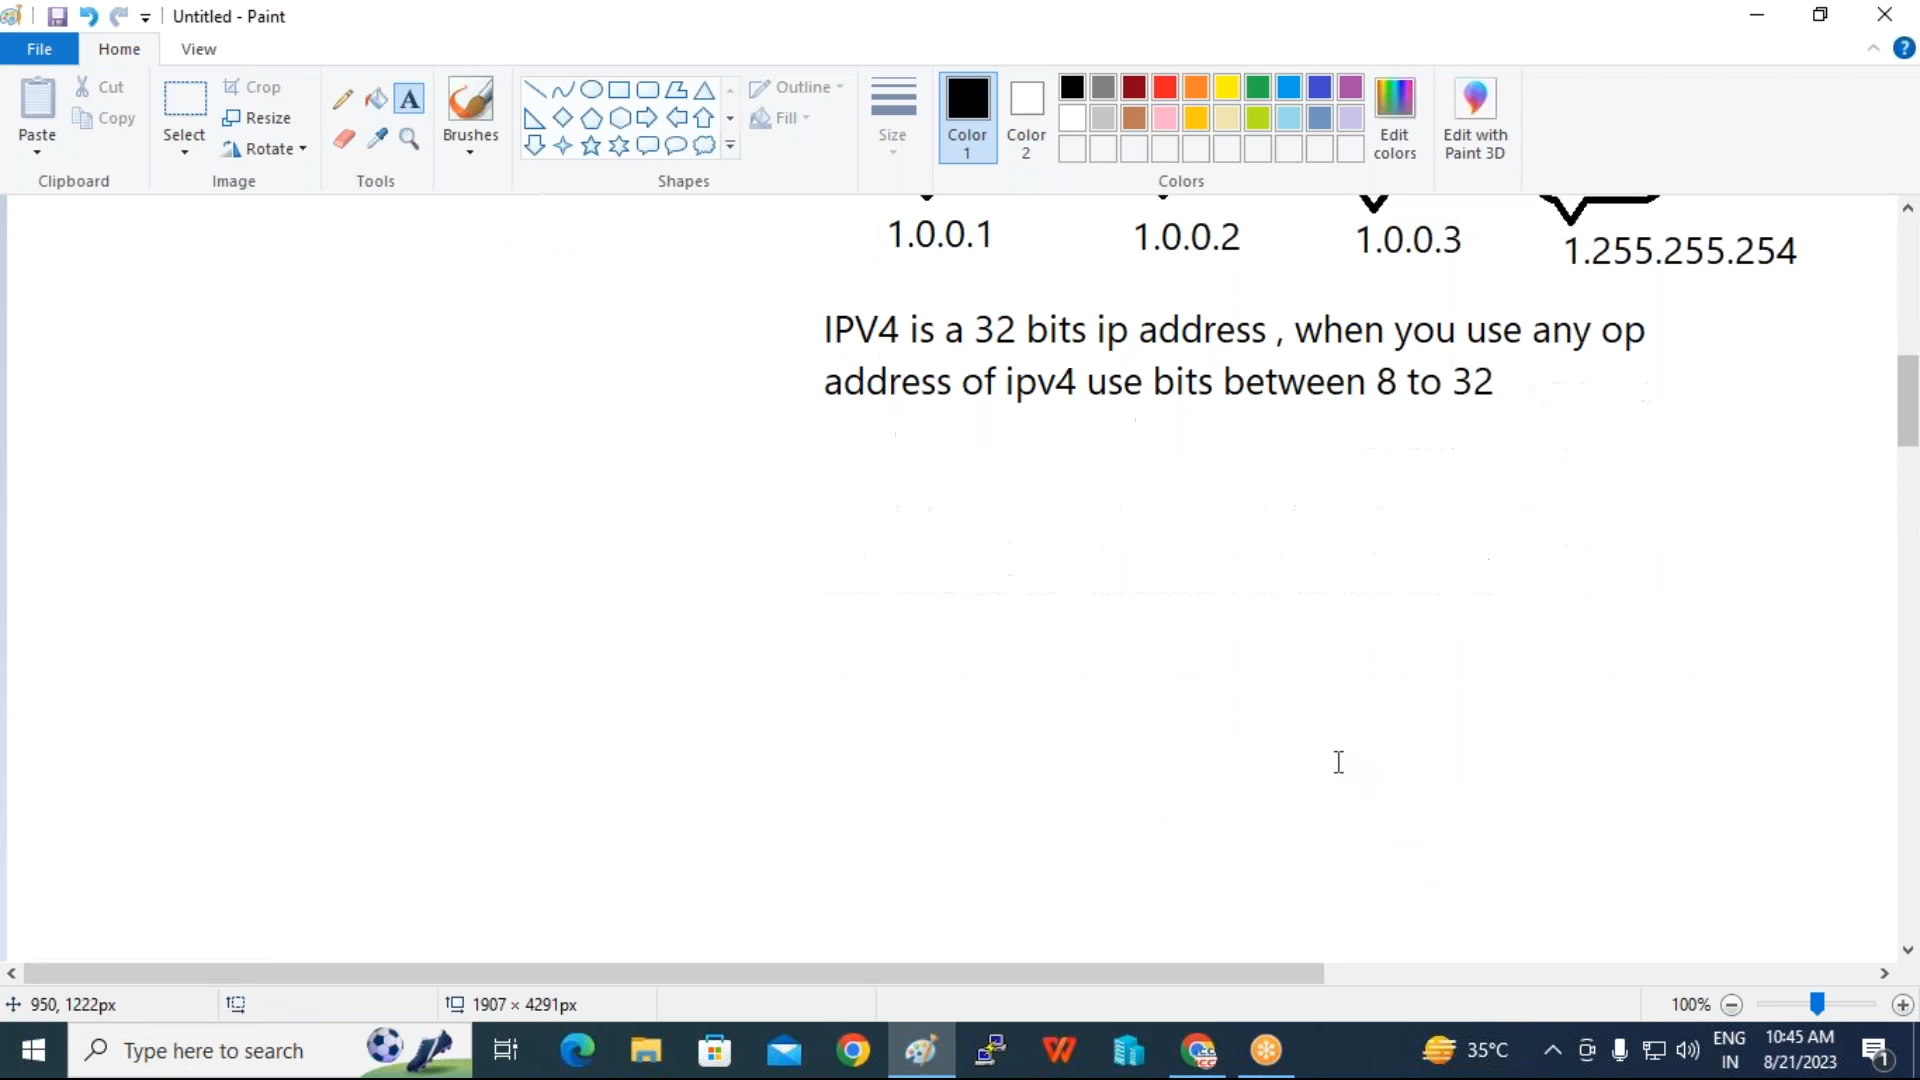 Untitled - Paint
File Home View
Cut
Copy
Paste
Crop
Resize
Rotate
Select
Brushes
Outline
Fill
Size
Color
1
Color
2
Edit
colors
Edit with
Paint 3D
Clipboard Image Tools Shapes Colors
1.0.0.1 1.0.0.2 1.0.0.3 1.255.255.254
IPV4 is a 32 bits ip address , when you use any op
address of ipv4 use bits between 8 to 32
950, 1222px 1907 × 4291px 100%
Type here to search
35°C
ENG
IN
10:45 AM
8/21/2023
1